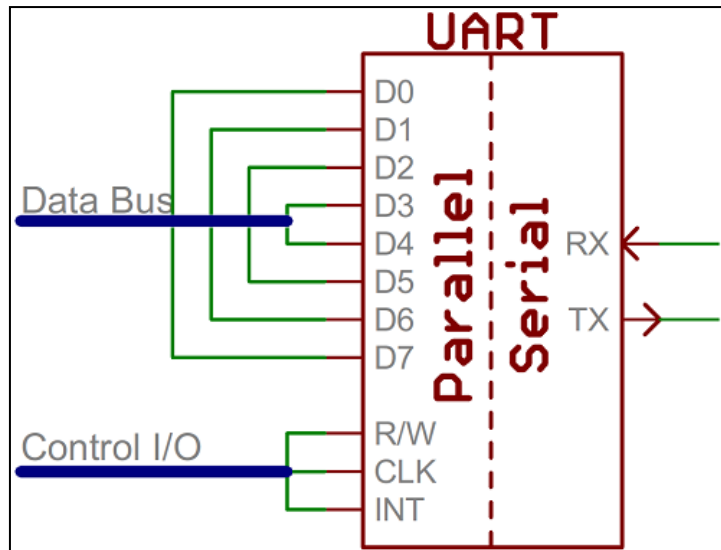 UART
D0
D1
D2
Data Bus
D3
D4
D5
D6
D7
Parallel
Serial
RX
TX
Control I/O
R/W
CLK
INT